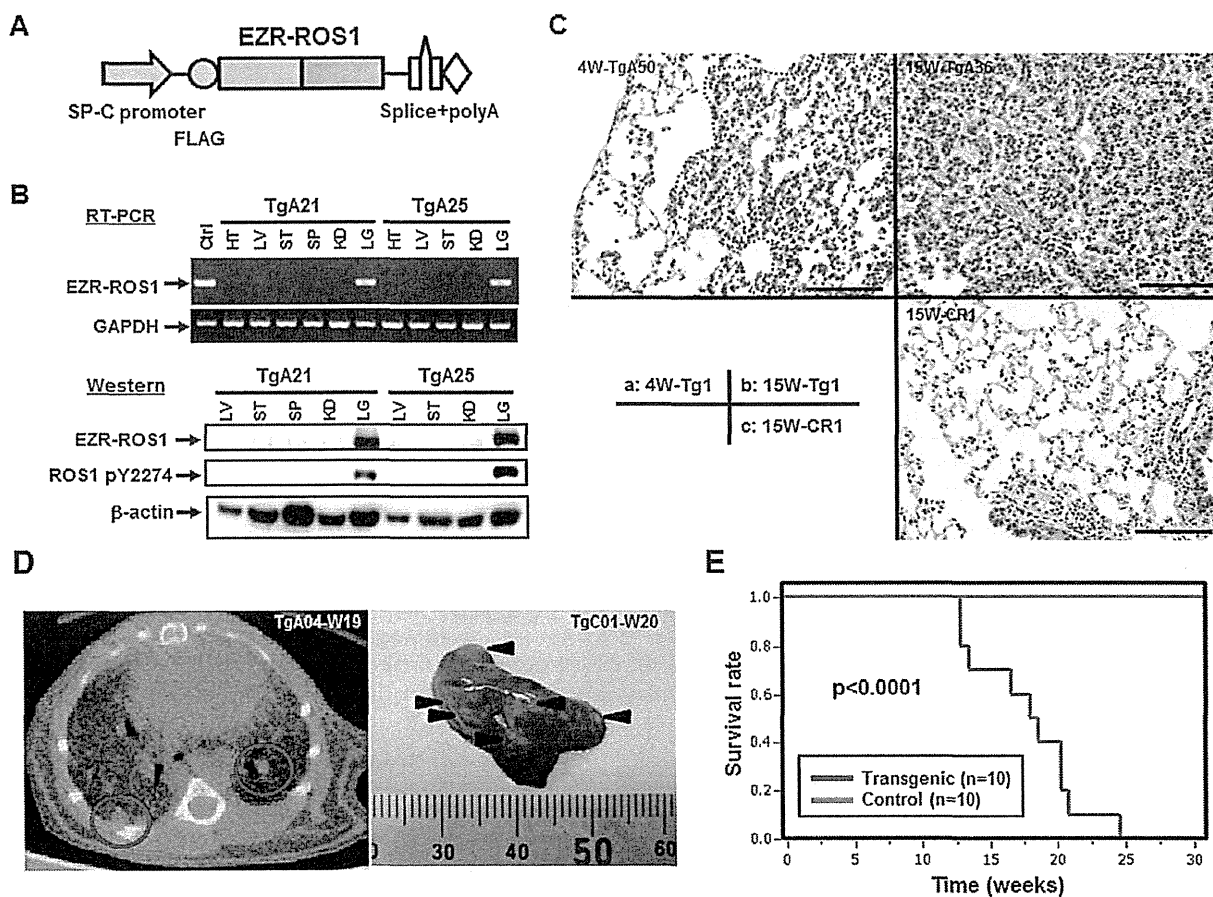 A
EZR-ROS1
SP-C promoter
FLAG
Splice+polyA
B
RT-PCR
TgA21
TgA25
Ctrl HT LV ST SP KD LG HT LV ST KD LG
EZR-ROS1
GAPDH
Western
TgA21
TgA25
LV ST SP KD LG LV ST KD LG
EZR-ROS1
ROS1 pY2274
β-actin
C
4W-TgA50
15W-TgA36
15W-CR1
a: 4W-Tg1
b: 15W-Tg1
c: 15W-CR1
D
TgA04-W19
TgC01-W20
20 30 40 50 60
E
Survival rate
1.0
0.8
0.6
0.4
0.2
0.0
p<0.0001
Transgenic (n=10)
Control (n=10)
0 5 10 15 20 25 30
Time (weeks)